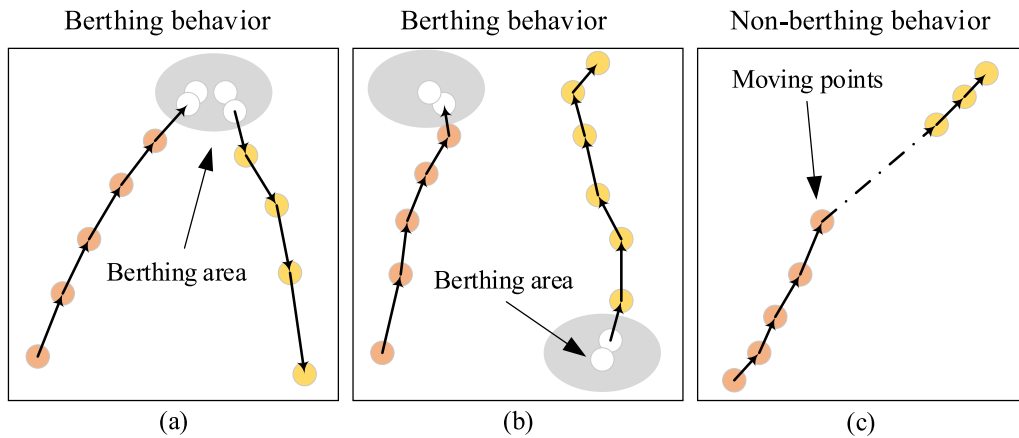 Berthing behavior
Berthing behavior
Non-berthing behavior
Berthing area
Berthing area
Moving points
(a)
(b)
(c)